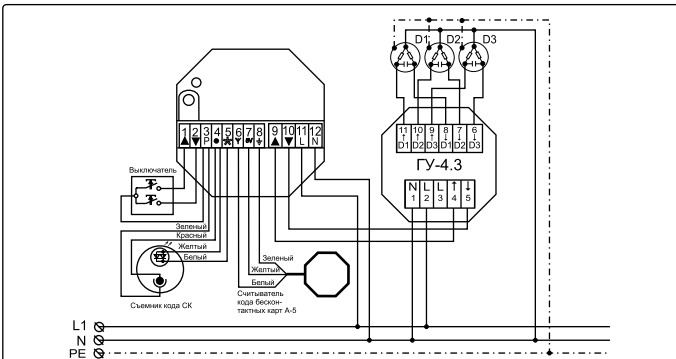 D1 D2 D3
1 2 3 4 5 6 7 8 9 10 11 12
P 8V L N
11 10 9 8 7 6
↑ ↑ ↑ ↓ ↓ ↓
D1 D2 D3 D1 D2 D3
ГУ-4.3
N L L ↑ ↓
1 2 3 4 5
Выключатель
Зеленый
Красный
Желтый
Белый
Съемник кода СК
Зеленый
Желтый
Белый
Считыватель
кода бескон-
тактных карт А-5
L1
N
PE